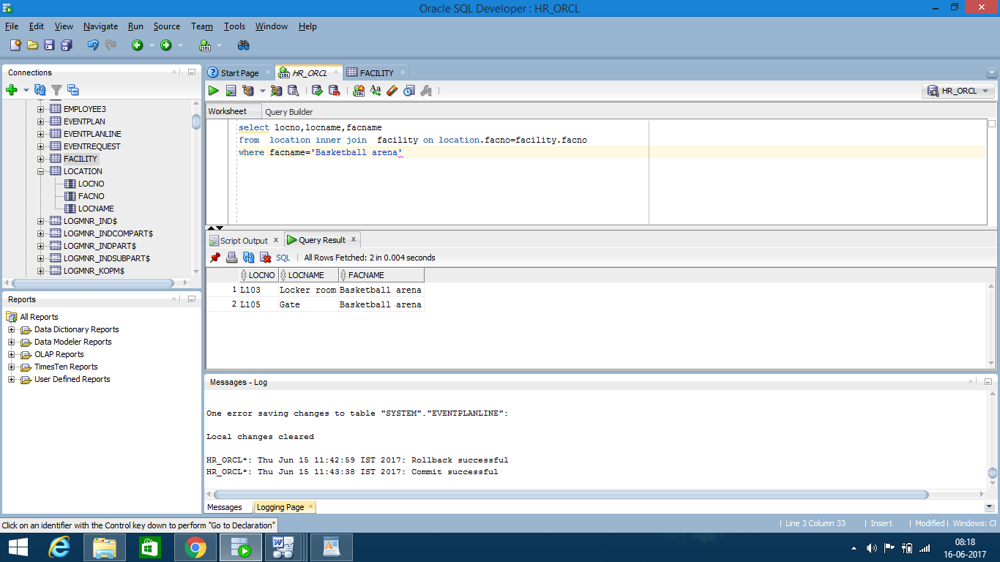 Oracle SQL Developer : HR_ORCL
File Edit View Navigate Run Source Team Tools Window Help
Connections
EMPLOYEE3
EVENTPLAN
EVENTPLANLINE
EVENTREQUEST
FACILITY
LOCATION
LOCNO
FACNO
LOCNAME
LOGMNR_IND$
LOGMNR_INDCOMPART$
LOGMNR_INDPART$
LOGMNR_INDSUBPART$
LOGMNR_KOPM$
Reports
All Reports
Data Dictionary Reports
Data Modeler Reports
OLAP Reports
TimesTen Reports
User Defined Reports
Start Page HR_ORCL FACILITY
HR_ORCL
Worksheet Query Builder
select locno,locname,facname
from location inner join facility on location.facno=facility.facno
where facname='Basketball arena'
Script Output Query Result
SQL All Rows Fetched: 2 in 0.004 seconds
LOCNO LOCNAME FACNAME
1 L103 Locker room Basketball arena
2 L105 Gate Basketball arena
Messages - Log
One error saving changes to table "SYSTEM"."EVENTPLANLINE":
Local changes cleared
HR_ORCL*: Thu Jun 15 11:42:59 IST 2017: Rollback successful
HR_ORCL*: Thu Jun 15 11:43:38 IST 2017: Commit successful
Messages Logging Page
Click on an identifier with the Control key down to perform "Go to Declaration"
Line 3 Column 33 Insert Modified Windows:
08:18
16-06-2017